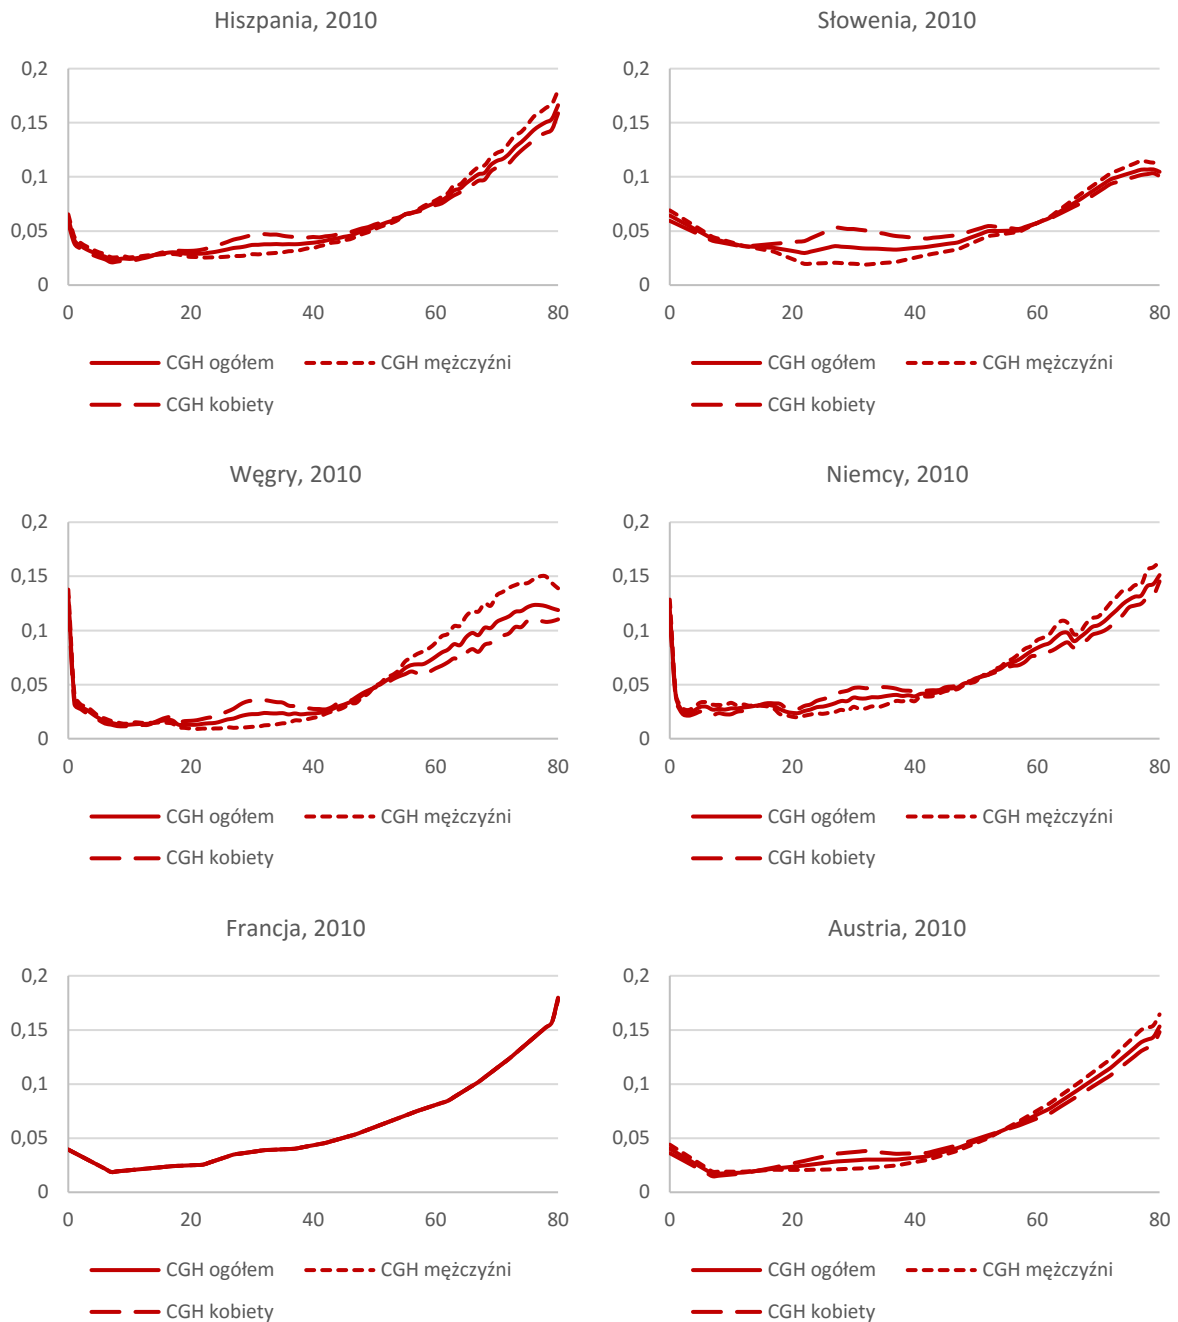 Hiszpania, 2010
0,2
0,15
0,1
0,05
0
0 20 40 60 80
CGH ogółem CGH mężczyźni
CGH kobiety
Słowenia, 2010
0,2
0,15
0,1
0,05
0
0 20 40 60 80
CGH ogółem CGH mężczyźni
CGH kobiety
Węgry, 2010
0,2
0,15
0,1
0,05
0
0 20 40 60 80
CGH ogółem CGH mężczyźni
CGH kobiety
Niemcy, 2010
0,2
0,15
0,1
0,05
0
0 20 40 60 80
CGH ogółem CGH mężczyźni
CGH kobiety
Francja, 2010
0,2
0,15
0,1
0,05
0
0 20 40 60 80
CGH ogółem CGH mężczyźni
CGH kobiety
Austria, 2010
0,2
0,15
0,1
0,05
0
0 20 40 60 80
CGH ogółem CGH mężczyźni
CGH kobiety